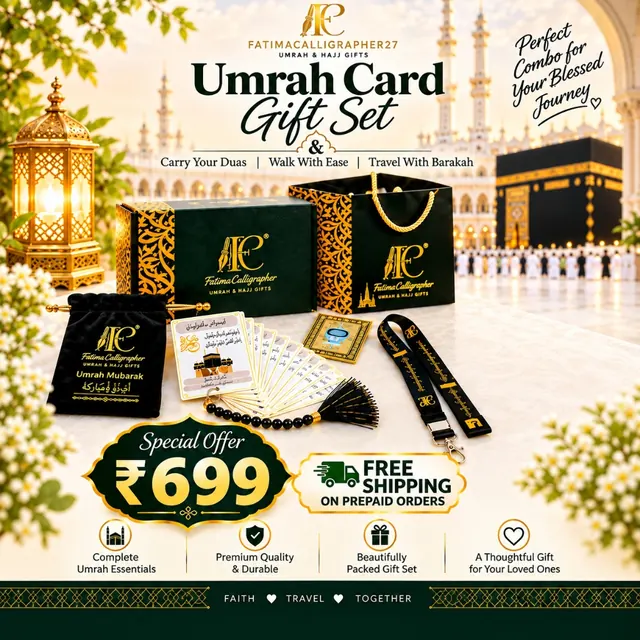 FATIMACALLIGRAPHER27
UMRAH & HAJJ GIFTS
Umrah Card
Gift Set
&
Carry Your Duas | Walk With Ease | Travel With Barakah
Perfect
Combo for
Your Blessed
Journey
Fatima Calligrapher
UMRAH & HAJJ GIFTS
Fatima Calligrapher
UMRAH & HAJJ GIFTS
Fatima Calligrapher
UMRAH & HAJJ GIFTS
Umrah Mubarak
Special Offer
₹699
FREE
SHIPPING
ON PREPAID ORDERS
Complete
Umrah Essentials
Premium Quality
& Durable
Beautifully
Packed Gift Set
A Thoughtful Gift
for Your Loved Ones
FAITH ♥ TRAVEL ♥ TOGETHER